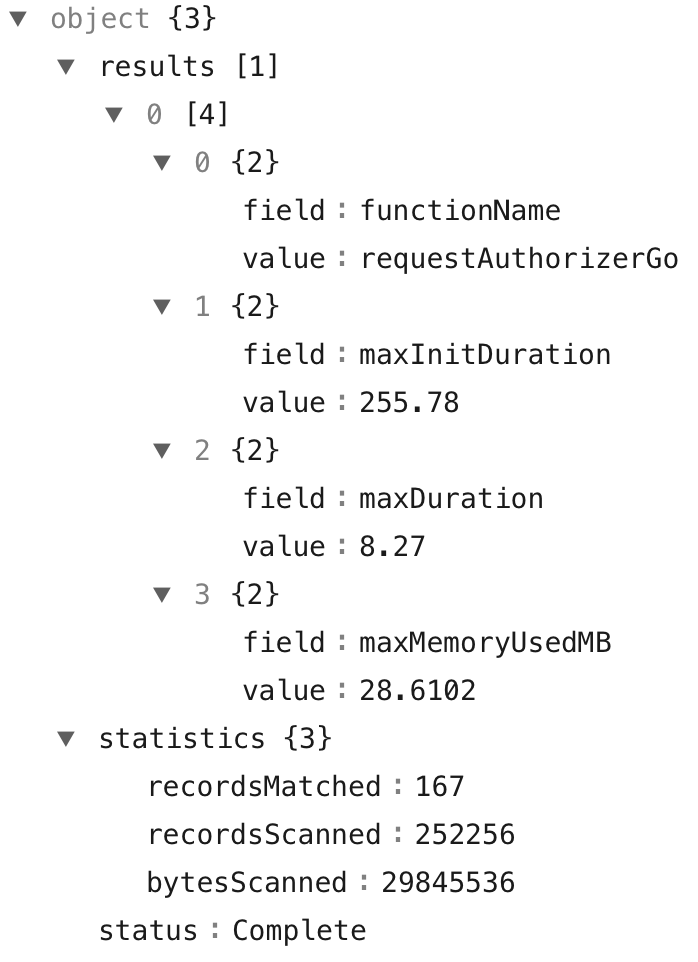 ▼ object {3}
▼ results [1]
▼ 0 [4]
▼ 0 {2}
field : functionName
value : requestAuthorizerGo
▼ 1 {2}
field : maxInitDuration
value : 255.78
▼ 2 {2}
field : maxDuration
value : 8.27
▼ 3 {2}
field : maxMemoryUsedMB
value : 28.6102
▼ statistics {3}
recordsMatched : 167
recordsScanned : 252256
bytesScanned : 29845536
status : Complete